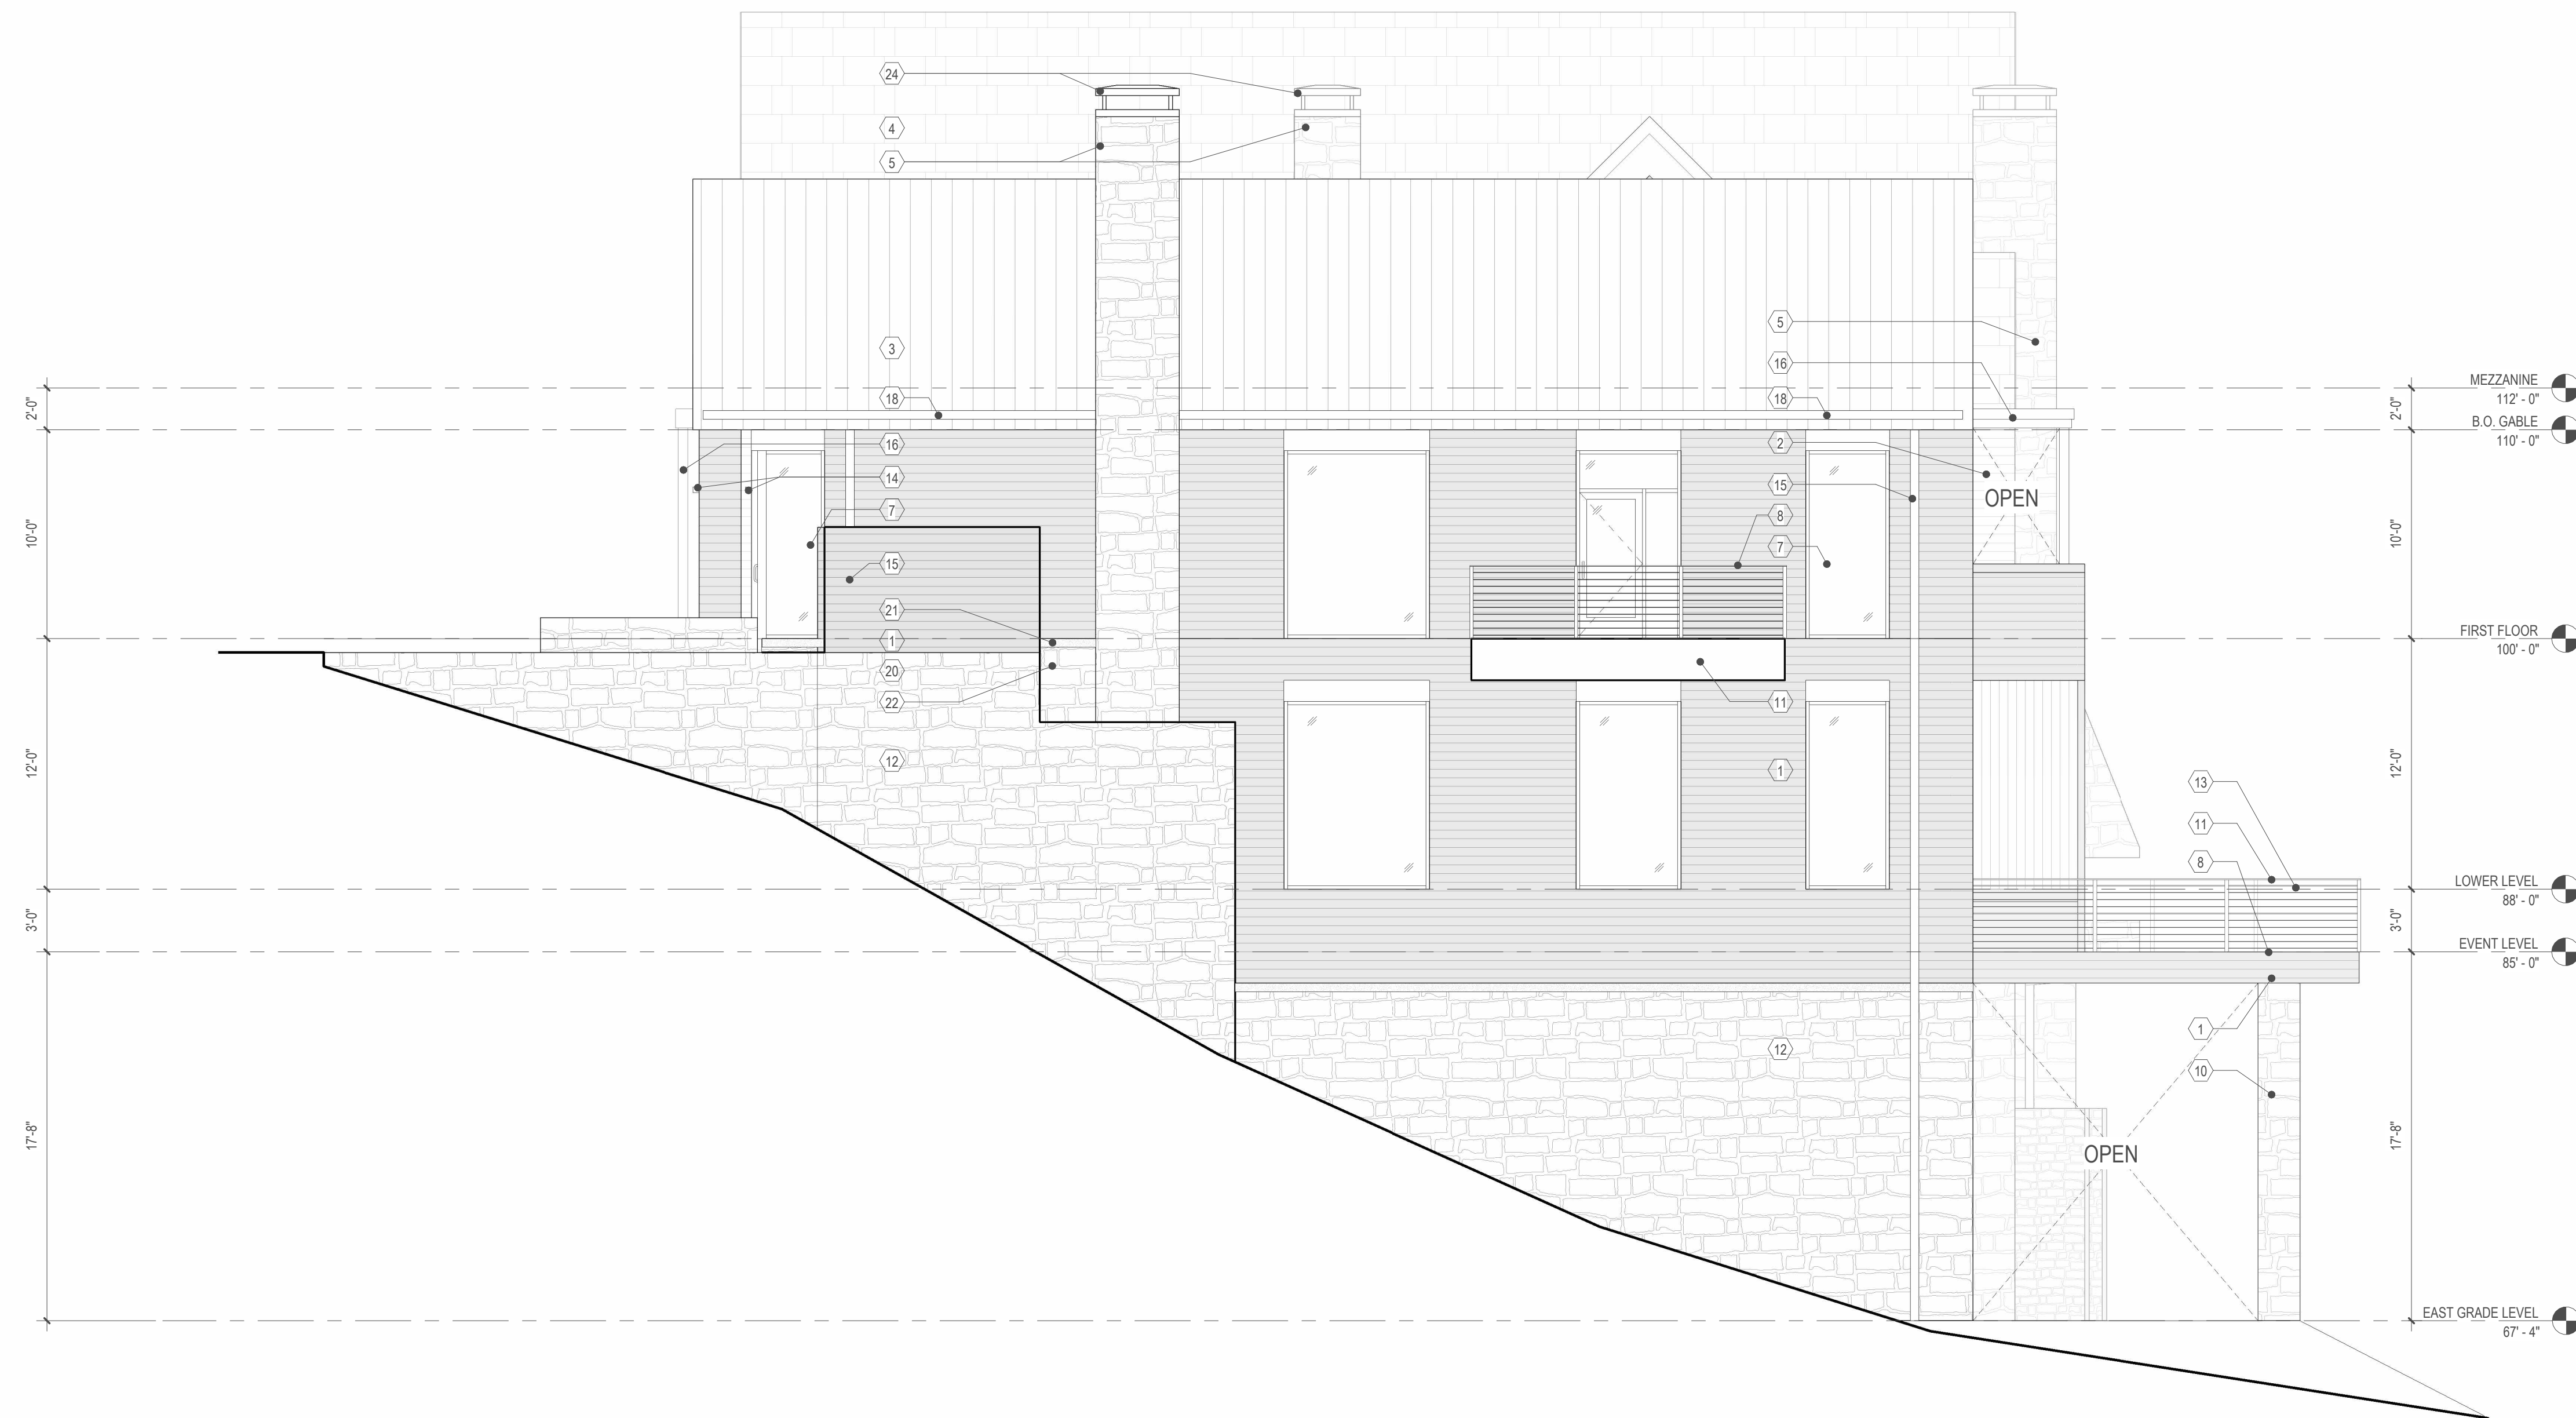 24
4
5
3
18
16
14
7
15
21
1
20
22
12
5
16
18
2
15
8
7
11
1
12
13
11
8
1
10
OPEN
OPEN
2'-0"
10'-0"
12'-0"
3'-0"
17'-8"
2'-0"
10'-0"
12'-0"
3'-0"
17'-8"
MEZZANINE
112' - 0"
B.O. GABLE
110' - 0"
FIRST FLOOR
100' - 0"
LOWER LEVEL
88' - 0"
EVENT LEVEL
85' - 0"
EAST GRADE LEVEL
67' - 4"